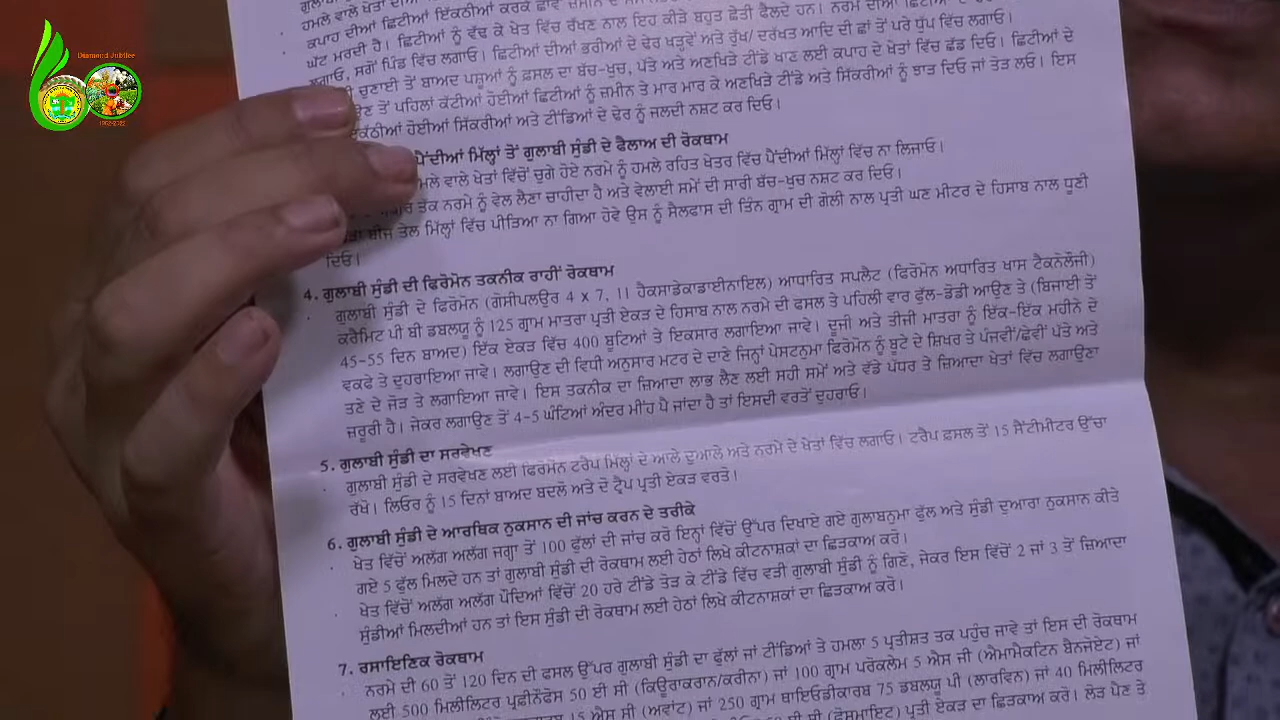 Diamond Jubilee
1962-2022
ਹਮਲੇ ਵਾਲੇ ਖੇਤਾਂ ਦੀਆਂ ਛਿਟੀਆਂ ਇਕੱਠੀਆਂ ਕਰਕੇ ਛਾਂਵੇਂ
ਕਪਾਹ ਦੀਆਂ ਛਿਟੀਆਂ ਨੂੰ ਵੱਢ ਕੇ ਖੇਤ ਵਿੱਚ ਰੱਖਣ ਨਾਲ ਇਹ ਕੀੜੇ ਬਹੁਤ ਛੇਤੀ ਫੈਲਦੇ ਹਨ। ਨਰਮੇ ਦੀਆਂ
ਘੱਟ ਮਰਦੀ ਹੈ। ਛਿਟੀਆਂ ਦੀਆਂ ਭਰੀਆਂ ਦੇ ਢੇਰ ਖੜ੍ਹਵੇਂ ਅਤੇ ਰੁੱਖ/ ਦਰੱਖਤ ਆਦਿ ਦੀ ਛਾਂ ਤੋਂ ਪਰੇ ਧੁੱਪ ਵਿੱਚ ਲਗਾਓ।
ਲਗਾਓ, ਸਗੋਂ ਪਿੰਡ ਵਿੱਚ ਲਗਾਓ।
ਚੁਣਾਈ ਤੋਂ ਬਾਅਦ ਪਸ਼ੂਆਂ ਨੂੰ ਫ਼ਸਲ ਦਾ ਬੱਚ-ਖੁਚ, ਪੱਤੇ ਅਤੇ ਅਣਖਿੜੇ ਟੀਂਡੇ ਖਾਣ ਲਈ ਕਪਾਹ ਦੇ ਖੇਤਾਂ ਵਿੱਚ ਛੱਡ ਦਿਓ। ਛਿਟੀਆਂ ਦੇ
ਤੋਂ ਪਹਿਲਾਂ ਕੱਟੀਆਂ ਹੋਈਆਂ ਛਿਟੀਆਂ ਨੂੰ ਜ਼ਮੀਨ ਤੇ ਮਾਰ ਮਾਰ ਕੇ ਅਣਖਿੜੇ ਟੀਂਡੇ ਅਤੇ ਸਿੱਕਰੀਆਂ ਨੂੰ ਝਾੜ ਦਿਓ ਜਾਂ ਤੋੜ ਲਓ। ਇਸ
ਇਕੱਠੀਆਂ ਹੋਈਆਂ ਸਿੱਕਰੀਆਂ ਅਤੇ ਟੀਂਡਿਆਂ ਦੇ ਢੇਰ ਨੂੰ ਜਲਦੀ ਨਸ਼ਟ ਕਰ ਦਿਓ।
ਪੈਂਦੀਆਂ ਮਿੱਲ੍ਹਾਂ ਤੋਂ ਗੁਲਾਬੀ ਸੁੰਡੀ ਦੇ ਫੈਲਾਅ ਦੀ ਰੋਕਥਾਮ
ਹਮਲੇ ਵਾਲੇ ਖੇਤਾਂ ਵਿੱਚੋਂ ਚੁਗੇ ਹੋਏ ਨਰਮੇ ਨੂੰ ਹਮਲੇ ਰਹਿਤ ਖੇਤਰ ਵਿੱਚ ਪੈਂਦੀਆਂ ਮਿੱਲ੍ਹਾਂ ਵਿੱਚ ਨਾ ਲਿਜਾਓ।
ਤੱਕ ਨਰਮੇ ਨੂੰ ਵੇਲ ਲੈਣਾ ਚਾਹੀਦਾ ਹੈ ਅਤੇ ਵੇਲਾਈ ਸਮੇਂ ਦੀ ਸਾਰੀ ਬੱਚ-ਖੁਚ ਨਸ਼ਟ ਕਰ ਦਿਓ।
ਬੀਜ ਤੇਲ ਮਿੱਲ੍ਹਾਂ ਵਿੱਚ ਪੀੜਿਆ ਨਾ ਗਿਆ ਹੋਵੇ ਉਸ ਨੂੰ ਸੈਲਫਾਸ ਦੀ ਤਿੰਨ ਗ੍ਰਾਮ ਦੀ ਗੋਲੀ ਨਾਲ ਪ੍ਰਤੀ ਘਣ ਮੀਟਰ ਦੇ ਹਿਸਾਬ ਨਾਲ ਧੂਣੀ
ਦਿਓ।
4. ਗੁਲਾਬੀ ਸੁੰਡੀ ਦੀ ਫਿਰੋਮੋਨ ਤਕਨੀਕ ਰਾਹੀਂ ਰੋਕਥਾਮ
ਗੁਲਾਬੀ ਸੁੰਡੀ ਦੇ ਫਿਰੋਮੋਨ (ਗੋਸੀਪਲਉਰ 4 x 7, 11 ਹੈਕਸਾਡੇਕਾਡਾਈਨਾਇਲ) ਆਧਾਰਿਤ ਸਪਲੈਟ (ਫਿਰੋਮੋਨ ਅਧਾਰਿਤ ਖਾਸ ਟੈਕਨੋਲੌਜੀ)
ਕਰੈਮਿਟ ਪੀ ਬੀ ਡਬਲਯੂ ਨੂੰ 125 ਗ੍ਰਾਮ ਮਾਤਰਾ ਪ੍ਰਤੀ ਏਕੜ ਦੇ ਹਿਸਾਬ ਨਾਲ ਨਰਮੇ ਦੀ ਫਸਲ ਤੇ ਪਹਿਲੀ ਵਾਰ ਫੁੱਲ-ਡੋਡੀ ਆਉਣ ਤੇ (ਬਿਜਾਈ ਤੋਂ
45-55 ਦਿਨ ਬਾਅਦ) ਇੱਕ ਏਕੜ ਵਿੱਚ 400 ਬੂਟਿਆਂ ਤੇ ਇਕਸਾਰ ਲਗਾਇਆ ਜਾਵੇ। ਦੂਜੀ ਅਤੇ ਤੀਜੀ ਮਾਤਰਾ ਨੂੰ ਇੱਕ-ਇੱਕ ਮਹੀਨੇ ਦੇ
ਵਕਫੇ ਤੇ ਦੁਹਰਾਇਆ ਜਾਵੇ। ਲਗਾਉਣ ਦੀ ਵਿਧੀ ਅਨੁਸਾਰ ਮਟਰ ਦੇ ਦਾਣੇ ਜਿਨ੍ਹਾਂ ਪੇਸਟਨੁਮਾ ਫਿਰੋਮੋਨ ਨੂੰ ਬੂਟੇ ਦੇ ਸਿਖਰ ਤੇ ਪੰਜਵੀਂ/ਛੇਵੀਂ ਪੱਤੇ ਅਤੇ
ਤਣੇ ਦੇ ਜੋੜ ਤੇ ਲਗਾਇਆ ਜਾਵੇ। ਇਸ ਤਕਨੀਕ ਦਾ ਜ਼ਿਆਦਾ ਲਾਭ ਲੈਣ ਲਈ ਸਹੀ ਸਮੇਂ ਅਤੇ ਵੱਡੇ ਪੱਧਰ ਤੇ ਜ਼ਿਆਦਾ ਖੇਤਾਂ ਵਿੱਚ ਲਗਾਉਣਾ
ਜ਼ਰੂਰੀ ਹੈ। ਜੇਕਰ ਲਗਾਉਣ ਤੋਂ 4-5 ਘੰਟਿਆਂ ਅੰਦਰ ਮੀਂਹ ਪੈ ਜਾਂਦਾ ਹੈ ਤਾਂ ਇਸਦੀ ਵਰਤੋਂ ਦੁਹਰਾਓ।
5. ਗੁਲਾਬੀ ਸੁੰਡੀ ਦਾ ਸਰਵੇਖਣ
ਗੁਲਾਬੀ ਸੁੰਡੀ ਦੇ ਸਰਵੇਖਣ ਲਈ ਫਿਰੋਮੋਨ ਟਰੈਪ ਮਿੱਲ੍ਹਾਂ ਦੇ ਆਲੇ ਦੁਆਲੇ ਅਤੇ ਨਰਮੇ ਦੇ ਖੇਤਾਂ ਵਿੱਚ ਲਗਾਓ। ਟਰੈਪ ਫ਼ਸਲ ਤੋਂ 15 ਸੈਂਟੀਮੀਟਰ ਉੱਚਾ
ਰੱਖੋ। ਲਿਓਰ ਨੂੰ 15 ਦਿਨਾਂ ਬਾਅਦ ਬਦਲੋ ਅਤੇ ਦੋ ਟ੍ਰੈਪ ਪ੍ਰਤੀ ਏਕੜ ਵਰਤੋ।
6. ਗੁਲਾਬੀ ਸੁੰਡੀ ਦੇ ਆਰਥਿਕ ਨੁਕਸਾਨ ਦੀ ਜਾਂਚ ਕਰਨ ਦੇ ਤਰੀਕੇ
ਖੇਤ ਵਿੱਚੋਂ ਅਲੱਗ ਅਲੱਗ ਜਗ੍ਹਾ ਤੋਂ 100 ਫੁੱਲਾਂ ਦੀ ਜਾਂਚ ਕਰੋ ਇਨ੍ਹਾਂ ਵਿੱਚੋਂ ਉੱਪਰ ਦਿਖਾਏ ਗਏ ਗੁਲਾਬਨੁਮਾ ਫੁੱਲ ਅਤੇ ਸੁੰਡੀ ਦੁਆਰਾ ਨੁਕਸਾਨ ਕੀਤੇ
ਗਏ 5 ਫੁੱਲ ਮਿਲਦੇ ਹਨ ਤਾਂ ਗੁਲਾਬੀ ਸੁੰਡੀ ਦੀ ਰੋਕਥਾਮ ਲਈ ਹੇਠਾਂ ਲਿਖੇ ਕੀਟਨਾਸ਼ਕਾਂ ਦਾ ਛਿੜਕਾਅ ਕਰੋ।
ਖੇਤ ਵਿੱਚੋਂ ਅਲੱਗ ਅਲੱਗ ਪੌਦਿਆਂ ਵਿੱਚੋਂ 20 ਹਰੇ ਟੀਂਡੇ ਤੋੜ ਕੇ ਟੀਂਡੇ ਵਿੱਚ ਵੜੀ ਗੁਲਾਬੀ ਸੁੰਡੀ ਨੂੰ ਗਿਣੋ, ਜੇਕਰ ਇਸ ਵਿੱਚੋਂ 2 ਜਾਂ 3 ਤੋਂ ਜ਼ਿਆਦਾ
ਸੁੰਡੀਆਂ ਮਿਲਦੀਆਂ ਹਨ ਤਾਂ ਇਸ ਸੁੰਡੀ ਦੀ ਰੋਕਥਾਮ ਲਈ ਹੇਠਾਂ ਲਿਖੇ ਕੀਟਨਾਸ਼ਕਾਂ ਦਾ ਛਿੜਕਾਅ ਕਰੋ।
7. ਰਸਾਇਣਿਕ ਰੋਕਥਾਮ
ਨਰਮੇ ਦੀ 60 ਤੋਂ 120 ਦਿਨ ਦੀ ਫਸਲ ਉੱਪਰ ਗੁਲਾਬੀ ਸੁੰਡੀ ਦਾ ਫੁੱਲਾਂ ਜਾਂ ਟੀਂਡਿਆਂ ਤੇ ਹਮਲਾ 5 ਪ੍ਰਤੀਸ਼ਤ ਤਕ ਪਹੁੰਚ ਜਾਵੇ ਤਾਂ ਇਸ ਦੀ ਰੋਕਥਾਮ
ਲਈ 500 ਮਿਲੀਲਿਟਰ ਪ੍ਰਫੀਨੌਫਾਸ 50 ਈ ਸੀ (ਕਿਊਰਾਕਰਾਨ/ਕਰੀਨਾ) ਜਾਂ 100 ਗ੍ਰਾਮ ਪਰੋਕਲੇਮ 5 ਐਸ ਜੀ (ਐਮਾਮੈਕਟਿਨ ਬੈਨਜੋਏਟ) ਜਾਂ
15 ਐਸ ਸੀ (ਅਵਾਂਟ) ਜਾਂ 250 ਗ੍ਰਾਮ ਥਾਇਓਡੀਕਾਰਬ 75 ਡਬਲਯੂ ਪੀ (ਲਾਰਵਿਨ) ਜਾਂ 40 ਮਿਲੀਲਿਟਰ
ਪ੍ਰਤੀ ਏਕੜ ਦਾ ਛਿੜਕਾਅ ਕਰੋ। ਲੋੜ ਪੈਣ ਤੇ